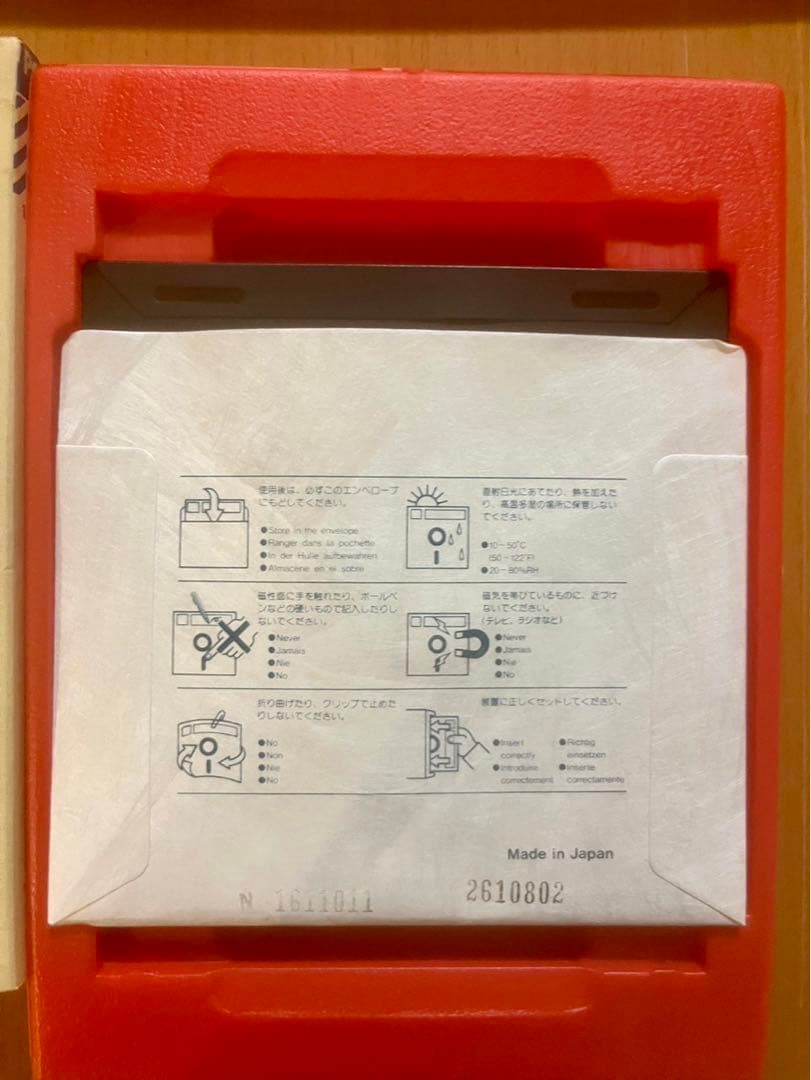 使用後は、必ずこのエンベロープ
にもどしてください。
●Store in the envelope
●Ranger dans la pochette
●In der Hulle aufbewahren
●Almacene en el sobre
直射日光にあてたり、熱を加えた
り、高温多湿の場所に保管しない
でください。
●10–50°C
(50–122°F)
●20–80%RH
磁性面に手を触れたり、ボールペ
ンなどの硬いもので記入したりし
ないでください。
●Never
●Jamais
●Nie
●No
磁気を帯びているものに、近づけ
ないでください。
(テレビ、ラジオなど)
●Never
●Jamais
●Nie
●No
折り曲げたり、クリップで止めた
りしないでください。
●No
●Non
●Nie
●No
装置に正しくセットしてください。
●Insert
correctly
●Introduire
correctement
●Richtig
einsetzen
●Inserte
correctamente
Made in Japan
N 1611011
2610802